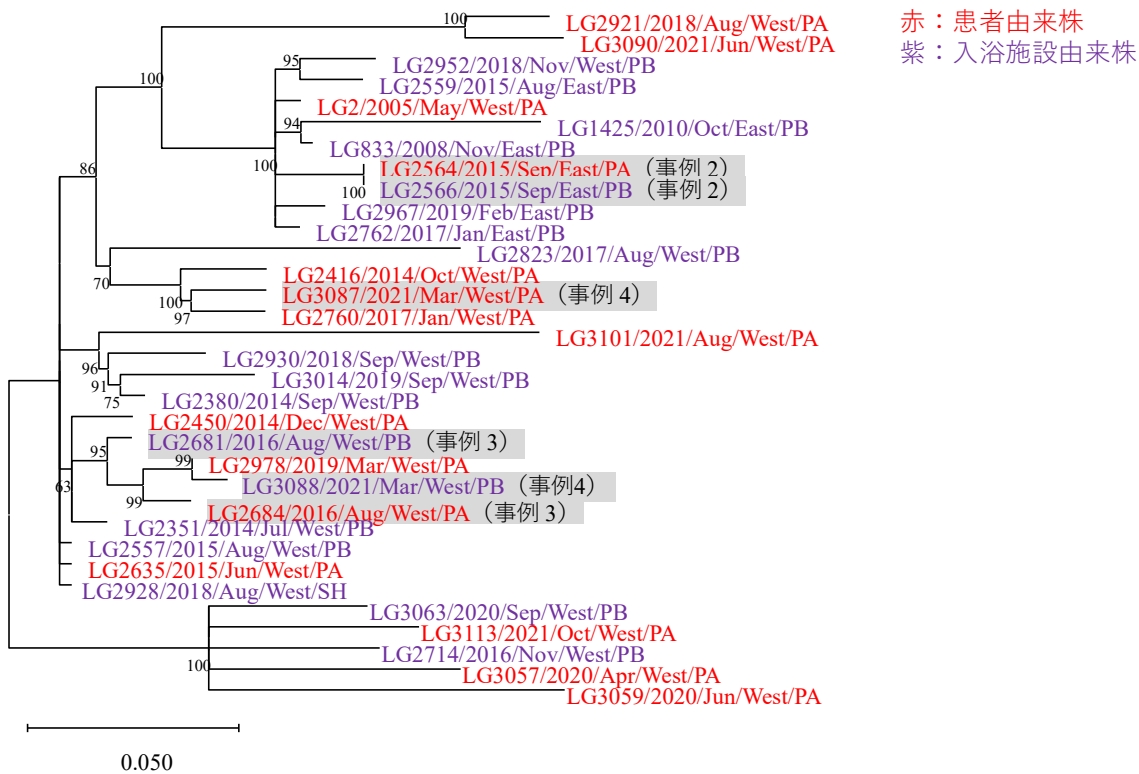 赤：患者由来株
紫：入浴施設由来株
100
LG2921/2018/Aug/West/PA
LG3090/2021/Jun/West/PA
95
LG2952/2018/Nov/West/PB
100
LG2559/2015/Aug/East/PB
LG2/2005/May/West/PA
94
LG1425/2010/Oct/East/PB
LG833/2008/Nov/East/PB
86
100
LG2564/2015/Sep/East/PA（事例 2）
100
LG2566/2015/Sep/East/PB（事例 2）
LG2967/2019/Feb/East/PB
LG2762/2017/Jan/East/PB
LG2823/2017/Aug/West/PB
70
LG2416/2014/Oct/West/PA
100
LG3087/2021/Mar/West/PA（事例 4）
97
LG2760/2017/Jan/West/PA
LG3101/2021/Aug/West/PA
96
LG2930/2018/Sep/West/PB
91
LG3014/2019/Sep/West/PB
75
LG2380/2014/Sep/West/PB
LG2450/2014/Dec/West/PA
95
LG2681/2016/Aug/West/PB（事例 3）
99
LG2978/2019/Mar/West/PA
63
LG3088/2021/Mar/West/PB（事例4）
99
LG2684/2016/Aug/West/PA（事例 3）
LG2351/2014/Jul/West/PB
LG2557/2015/Aug/West/PB
LG2635/2015/Jun/West/PA
LG2928/2018/Aug/West/SH
LG3063/2020/Sep/West/PB
LG3113/2021/Oct/West/PA
LG2714/2016/Nov/West/PB
100
LG3057/2020/Apr/West/PA
LG3059/2020/Jun/West/PA
0.050